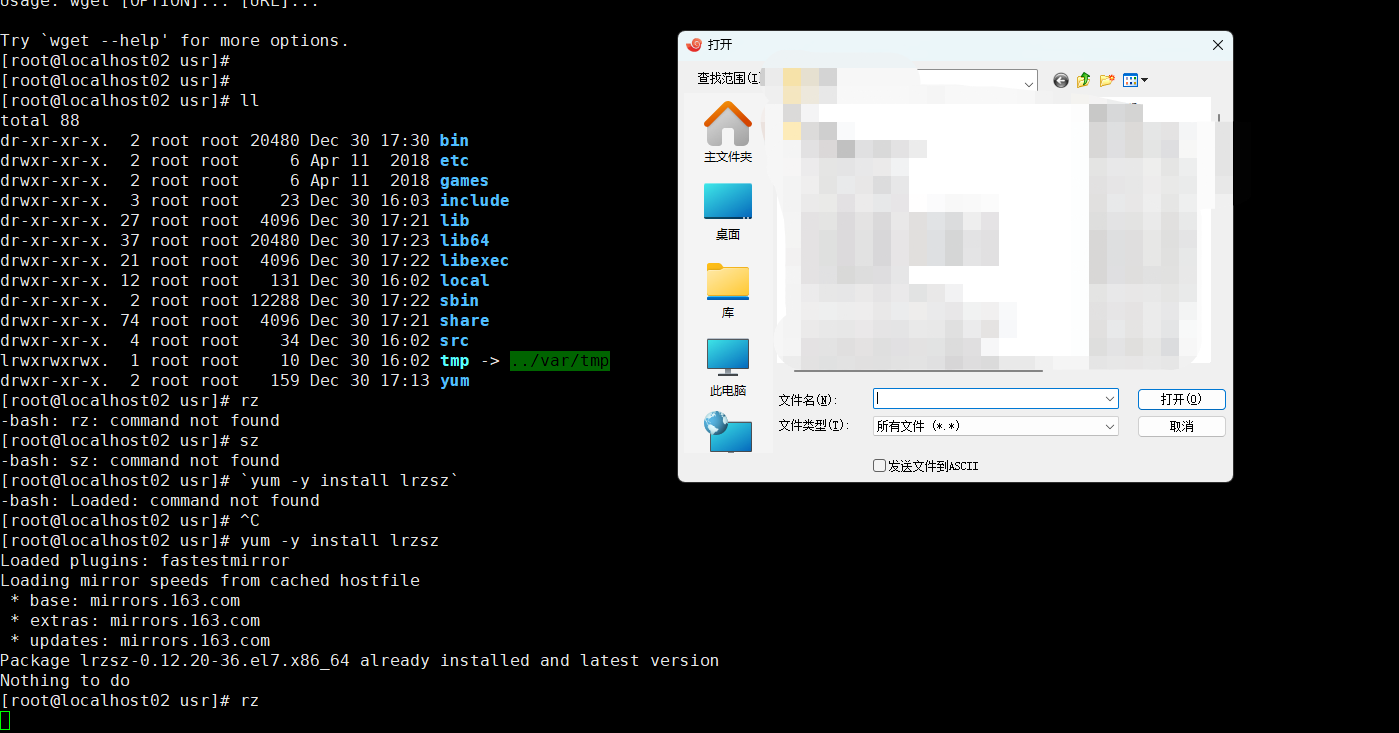 Usage: wget [OPTION]... [URL]...
Try `wget --help' for more options.
[root@localhost02 usr]#
[root@localhost02 usr]#
[root@localhost02 usr]# ll
total 88
dr-xr-xr-x.  2 root root 20480 Dec 30 17:30 bin
drwxr-xr-x.  2 root root     6 Apr 11  2018 etc
drwxr-xr-x.  2 root root     6 Apr 11  2018 games
drwxr-xr-x.  3 root root    23 Dec 30 16:03 include
dr-xr-xr-x. 27 root root  4096 Dec 30 17:21 lib
dr-xr-xr-x. 37 root root 20480 Dec 30 17:23 lib64
drwxr-xr-x. 21 root root  4096 Dec 30 17:22 libexec
drwxr-xr-x. 12 root root   131 Dec 30 16:02 local
dr-xr-xr-x.  2 root root 12288 Dec 30 17:22 sbin
drwxr-xr-x. 74 root root  4096 Dec 30 17:21 share
drwxr-xr-x.  4 root root    34 Dec 30 16:02 src
lrwxrwxrwx.  1 root root    10 Dec 30 16:02 tmp -> ../var/tmp
drwxr-xr-x.  2 root root   159 Dec 30 17:13 yum
[root@localhost02 usr]# rz
-bash: rz: command not found
[root@localhost02 usr]# sz
-bash: sz: command not found
[root@localhost02 usr]# `yum -y install lrzsz`
-bash: Loaded: command not found
[root@localhost02 usr]# ^C
[root@localhost02 usr]# yum -y install lrzsz
Loaded plugins: fastestmirror
Loading mirror speeds from cached hostfile
 * base: mirrors.163.com
 * extras: mirrors.163.com
 * updates: mirrors.163.com
Package lrzsz-0.12.20-36.el7.x86_64 already installed and latest version
Nothing to do
[root@localhost02 usr]# rz
打开
查找范围(I)
主文件夹
桌面
库
此电脑
文件名(N):
打开(O)
文件类型(T):
所有文件 (*.*)
取消
发送文件到ASCII